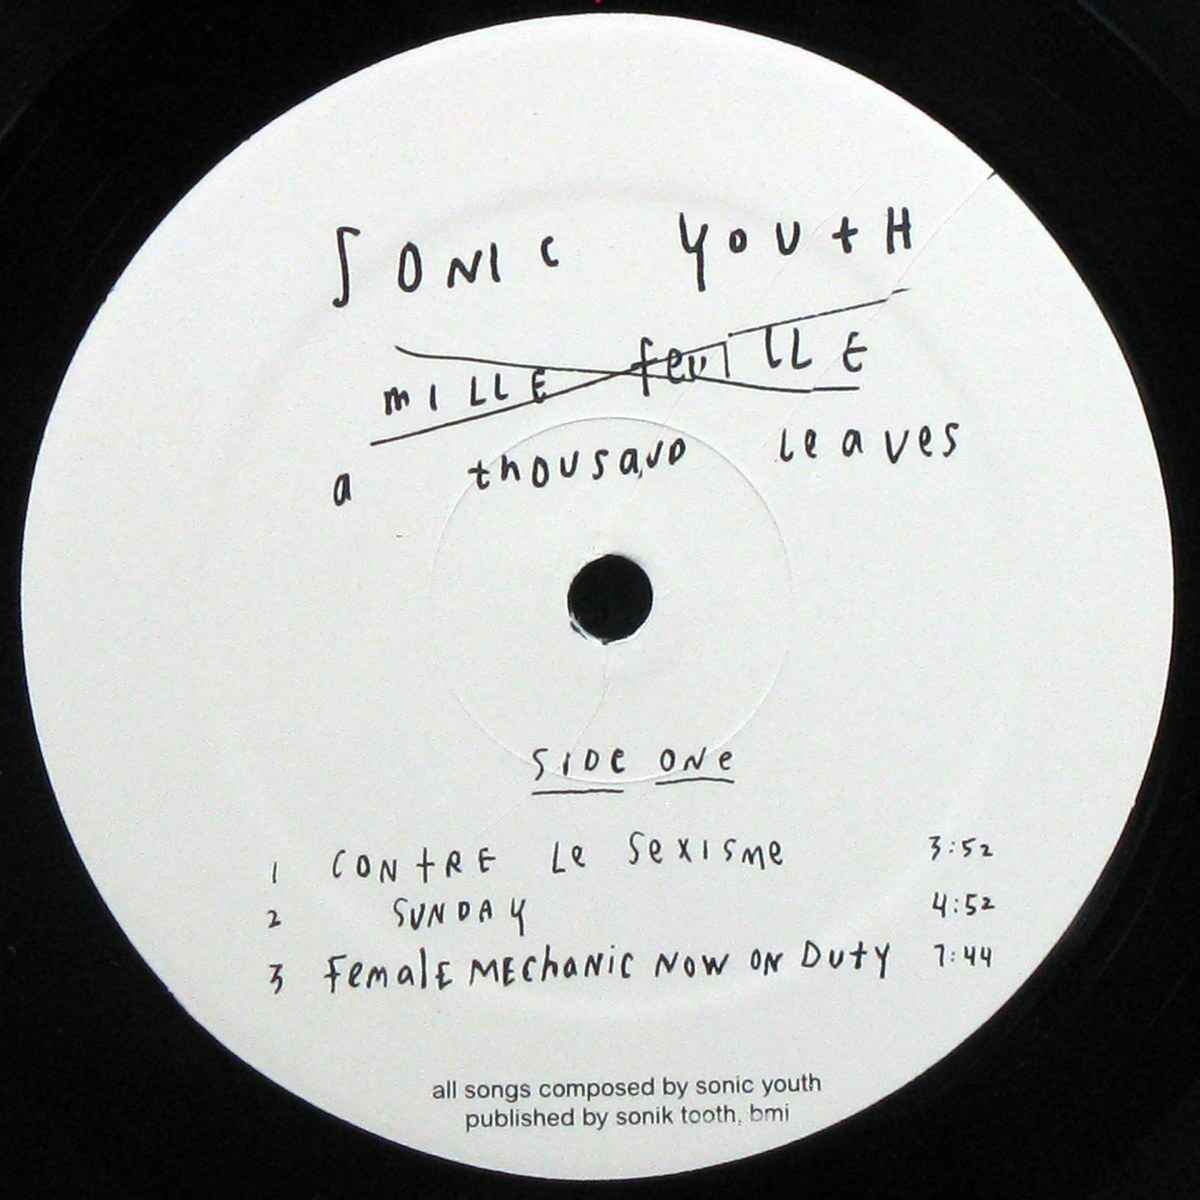 SONIC YOUtH
mILLE feuiLLE
a thousand leaves
SIDE ONe
1 CONtRE Le SeXISme 3:52
2 SUNDAY 4:52
3 FemalE MEChaNIC NOW ON DUty 7:44
all songs composed by sonic youth
published by sonik tooth, bmi